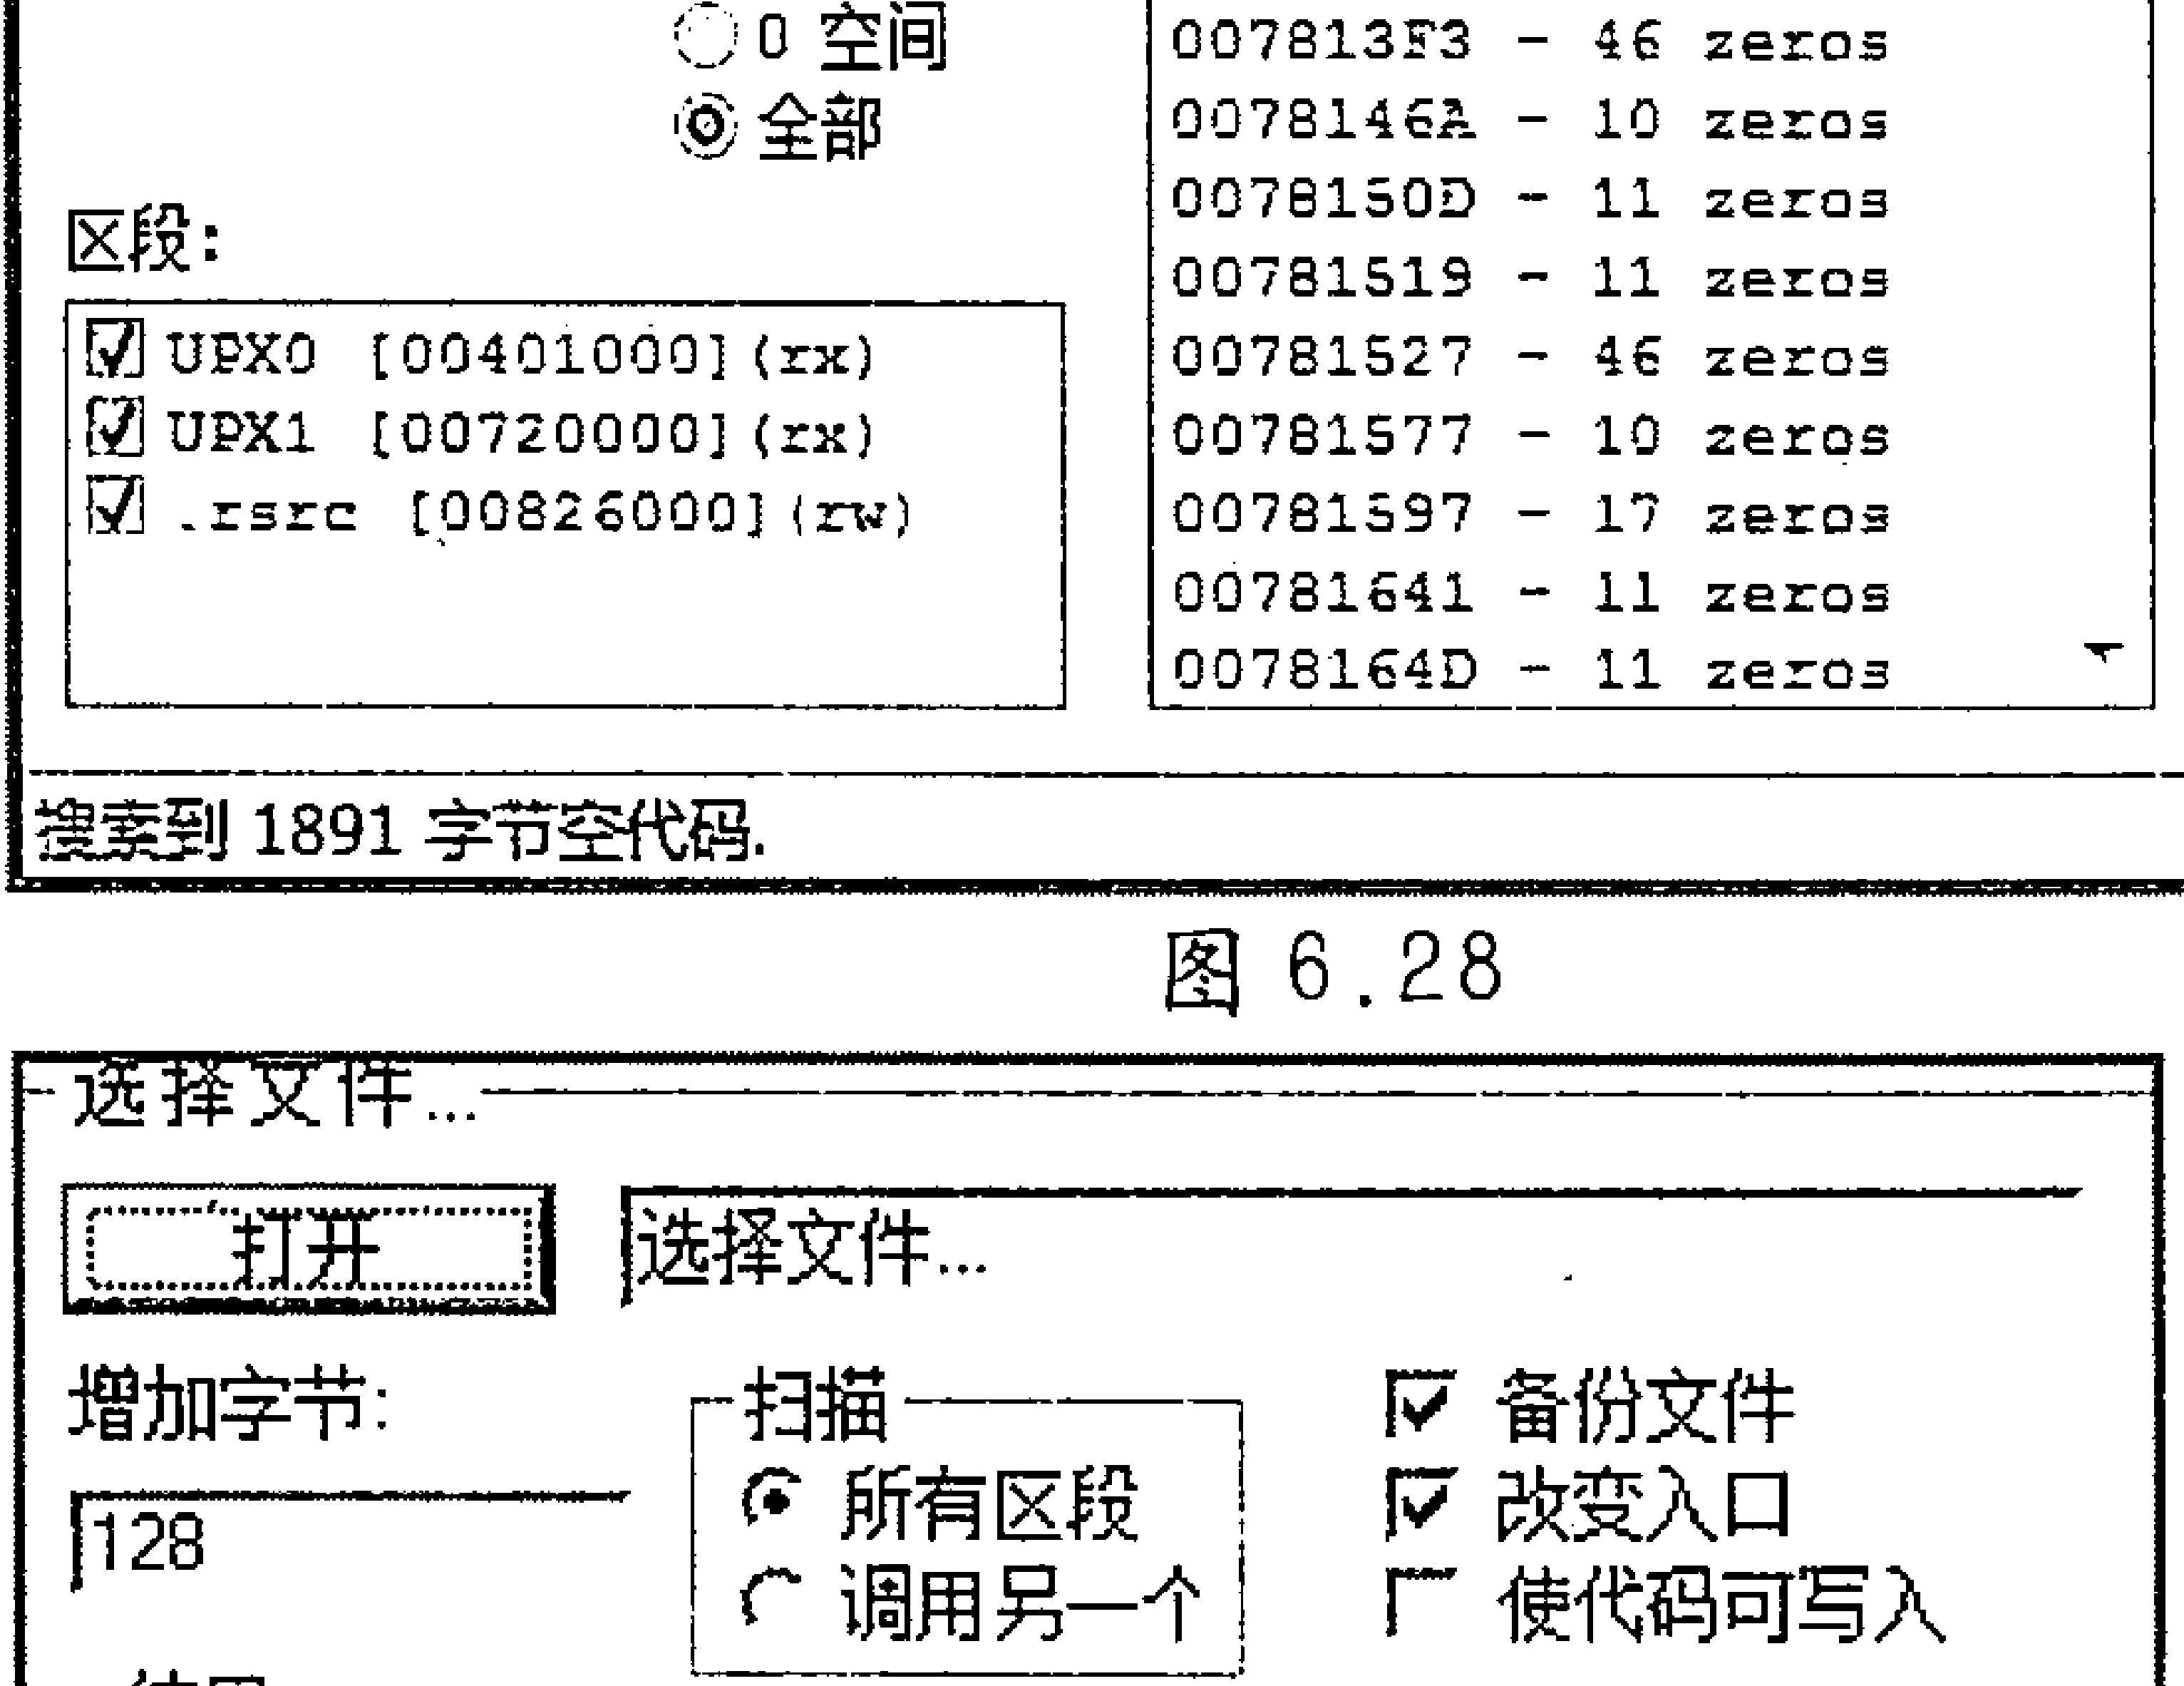 0 空间
全部
区段:
UPX0 [00401000](rx)
UPX1 [00720000](rx)
.rsrc [00826000](rw)
007813F3 - 46 zeros
0078146A - 10 zeros
0078150D - 11 zeros
00781519 - 11 zeros
00781527 - 46 zeros
00781577 - 10 zeros
00781597 - 17 zeros
00781641 - 11 zeros
0078164D - 11 zeros
搜索到 1891 字节空代码.
图 6.28
选择文件...
打开
选择文件...
增加字节:
128
扫描
所有区段
调用另一个
备份文件
改变入口
使代码可写入